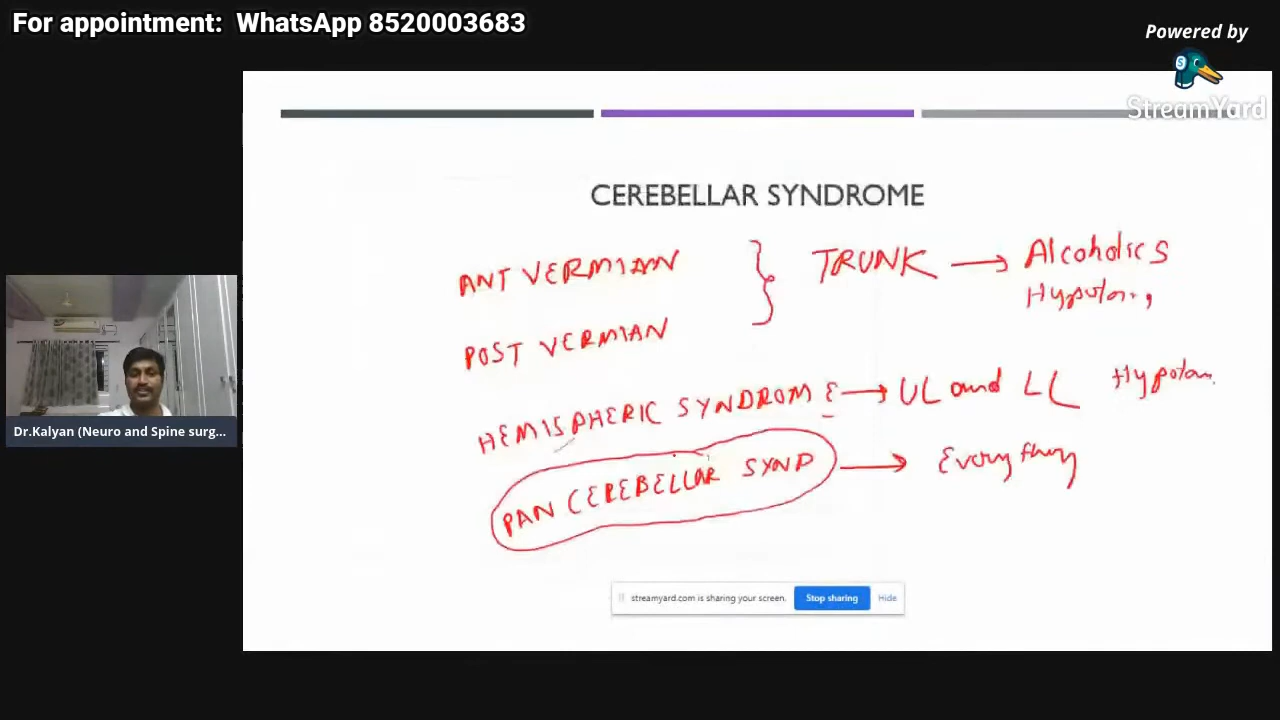 For appointment: WhatsApp 8520003683
Powered by
StreamYard
CEREBELLAR SYNDROME
ANT VERMIAN } TRUNK → Alcoholics
POST VERMIAN
HEMISPHERIC SYNDROME → UL and LL
PAN CEREBELLAR SYND → Everything
Dr.Kalyan (Neuro and Spine surg...
streamyard.com is sharing your screen. Stop sharing Hide